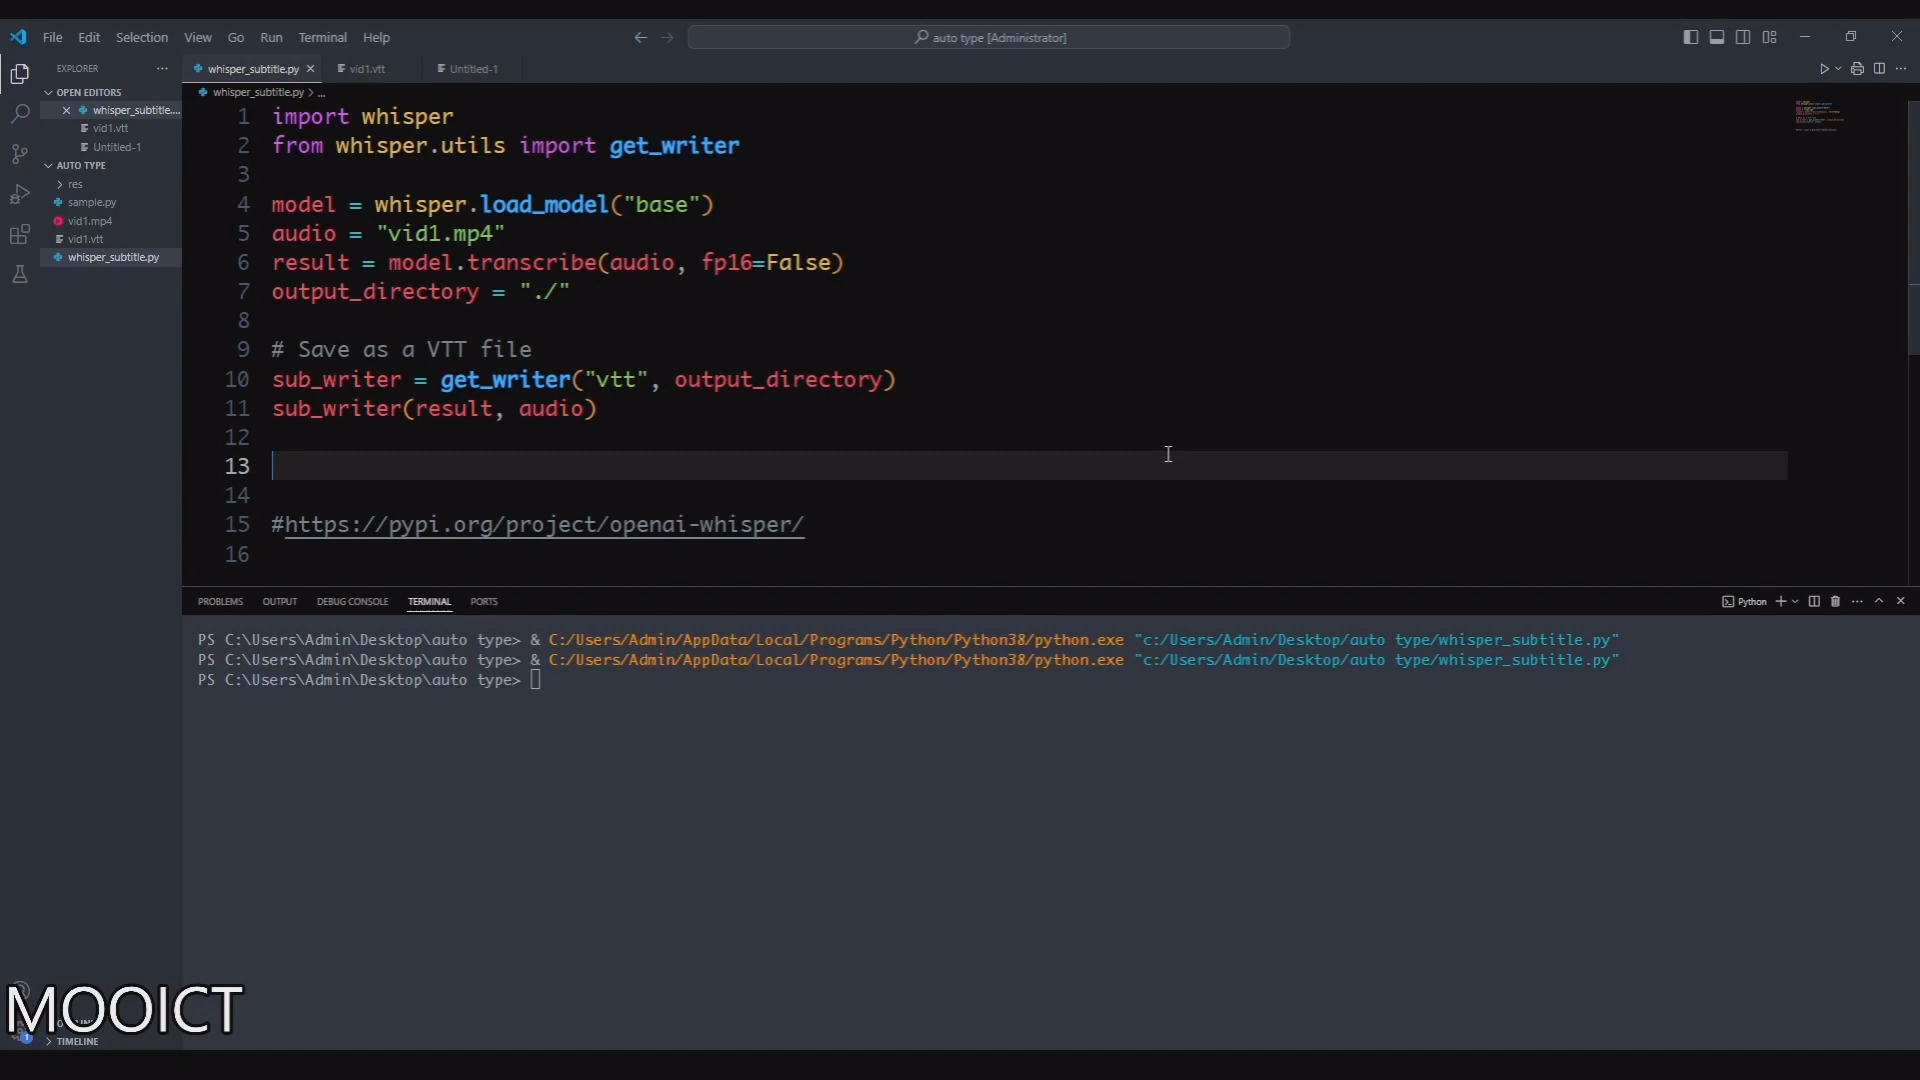 File Edit Selection View Go Run Terminal Help
auto type [Administrator]
EXPLORER ···
OPEN EDITORS
whisper_subtitle....
vid1.vtt
Untitled-1
AUTO TYPE
res
sample.py
vid1.mp4
vid1.vtt
whisper_subtitle.py
whisper_subtitle.py vid1.vtt Untitled-1
whisper_subtitle.py > ...
1 import whisper
2 from whisper.utils import get_writer
3
4 model = whisper.load_model("base")
5 audio = "vid1.mp4"
6 result = model.transcribe(audio, fp16=False)
7 output_directory = "./"
8
9 # Save as a VTT file
10 sub_writer = get_writer("vtt", output_directory)
11 sub_writer(result, audio)
12
13
14
15 #https://pypi.org/project/openai-whisper/
16
PROBLEMS OUTPUT DEBUG CONSOLE TERMINAL PORTS
Python
PS C:\Users\Admin\Desktop\auto type> & C:/Users/Admin/AppData/Local/Programs/Python/Python38/python.exe "c:/Users/Admin/Desktop/auto type/whisper_subtitle.py"
PS C:\Users\Admin\Desktop\auto type> & C:/Users/Admin/AppData/Local/Programs/Python/Python38/python.exe "c:/Users/Admin/Desktop/auto type/whisper_subtitle.py"
PS C:\Users\Admin\Desktop\auto type>
MOOICT
1
TIMELINE